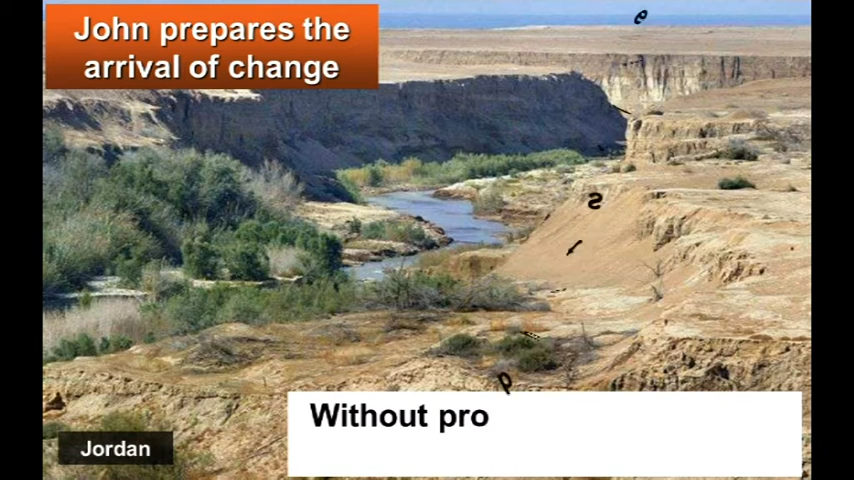 John prepares the
arrival of change
Without pro
Jordan